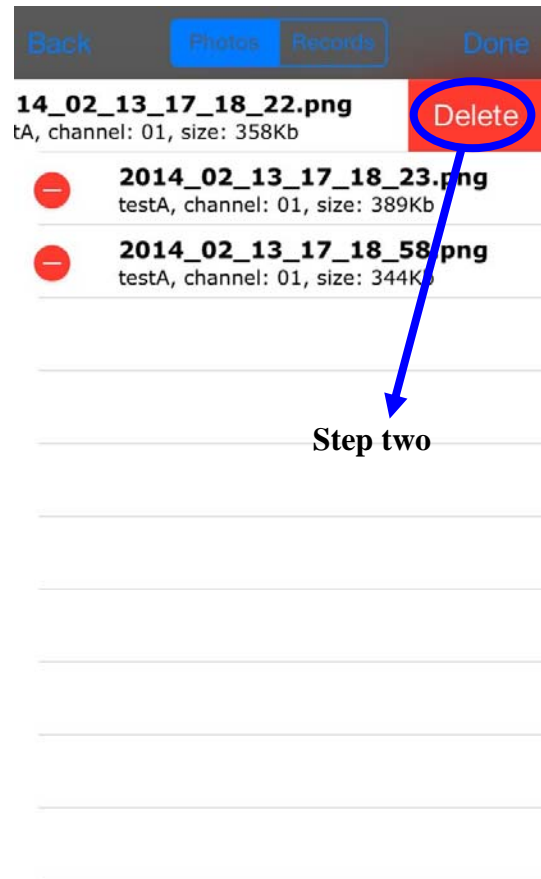 Back Photos Records Done
14_02_13_17_18_22.png
tA, channel: 01, size: 358Kb
Delete
2014_02_13_17_18_23.png
testA, channel: 01, size: 389Kb
2014_02_13_17_18_58.png
testA, channel: 01, size: 344Kb
Step two